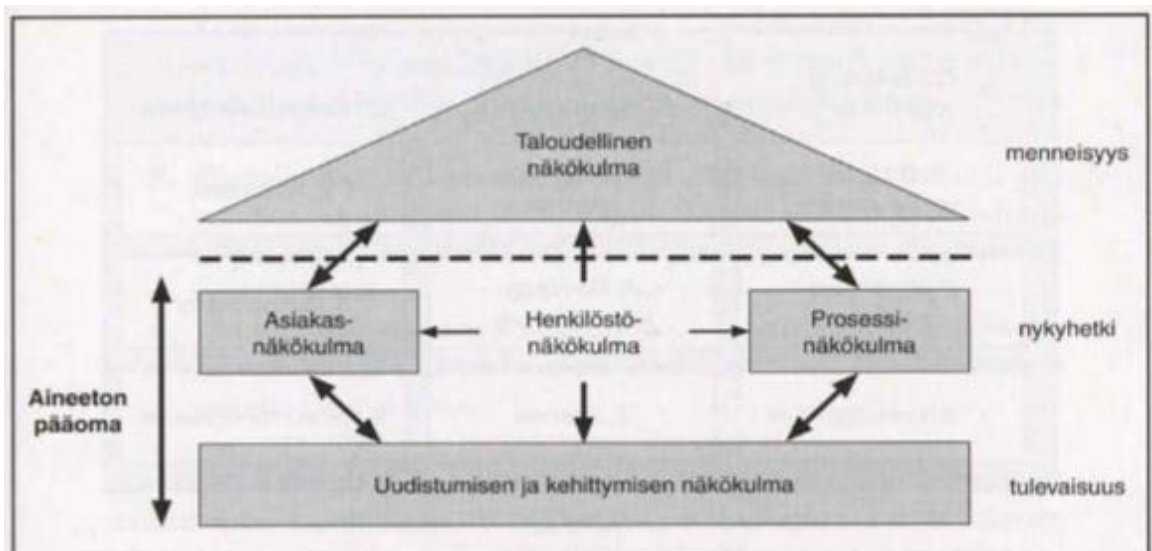 Taloudellinen
näkökulma
menneisyys
Asiakas-
näkökulma
Henkilöstö-
näkökulma
Prosessi-
näkökulma
nykyhetki
Aineeton
pääoma
Uudistumisen ja kehittymisen näkökulma
tulevaisuus